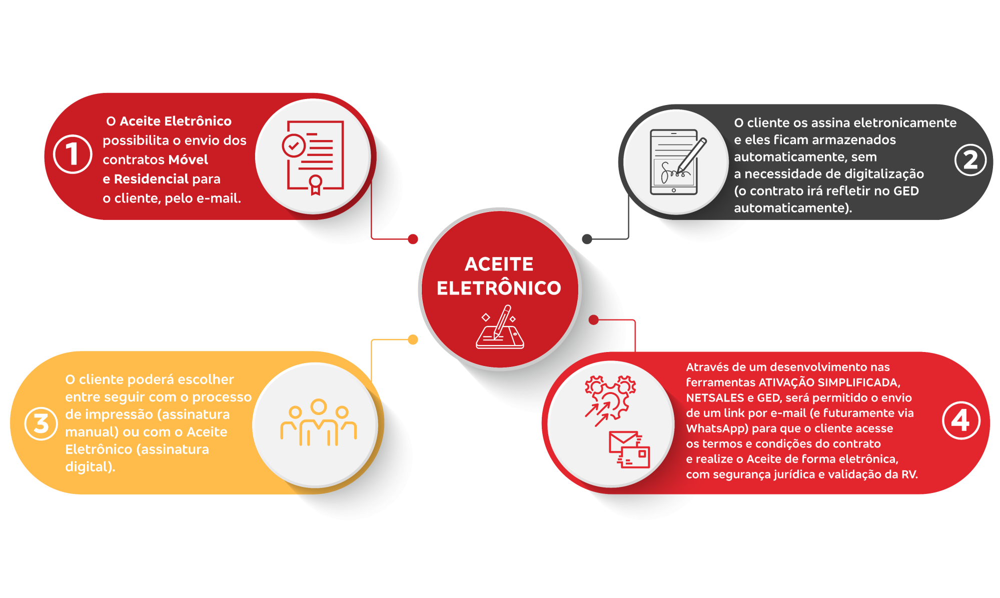 1
O Aceite Eletrônico
possibilita o envio dos
contratos Móvel
e Residencial para
o cliente, pelo e-mail.
O cliente os assina eletronicamente
e eles ficam armazenados
automaticamente, sem
a necessidade de digitalização
(o contrato irá refletir no GED
automaticamente).
2
ACEITE
ELETRÔNICO
3
O cliente poderá escolher
entre seguir com o processo
de impressão (assinatura
manual) ou com o Aceite
Eletrônico (assinatura
digital).
Através de um desenvolvimento nas
ferramentas ATIVAÇÃO SIMPLIFICADA,
NETSALES e GED, será permitido o envio
de um link por e-mail (e futuramente via
WhatsApp) para que o cliente acesse
os termos e condições do contrato
e realize o Aceite de forma eletrônica,
com segurança jurídica e validação da RV.
4